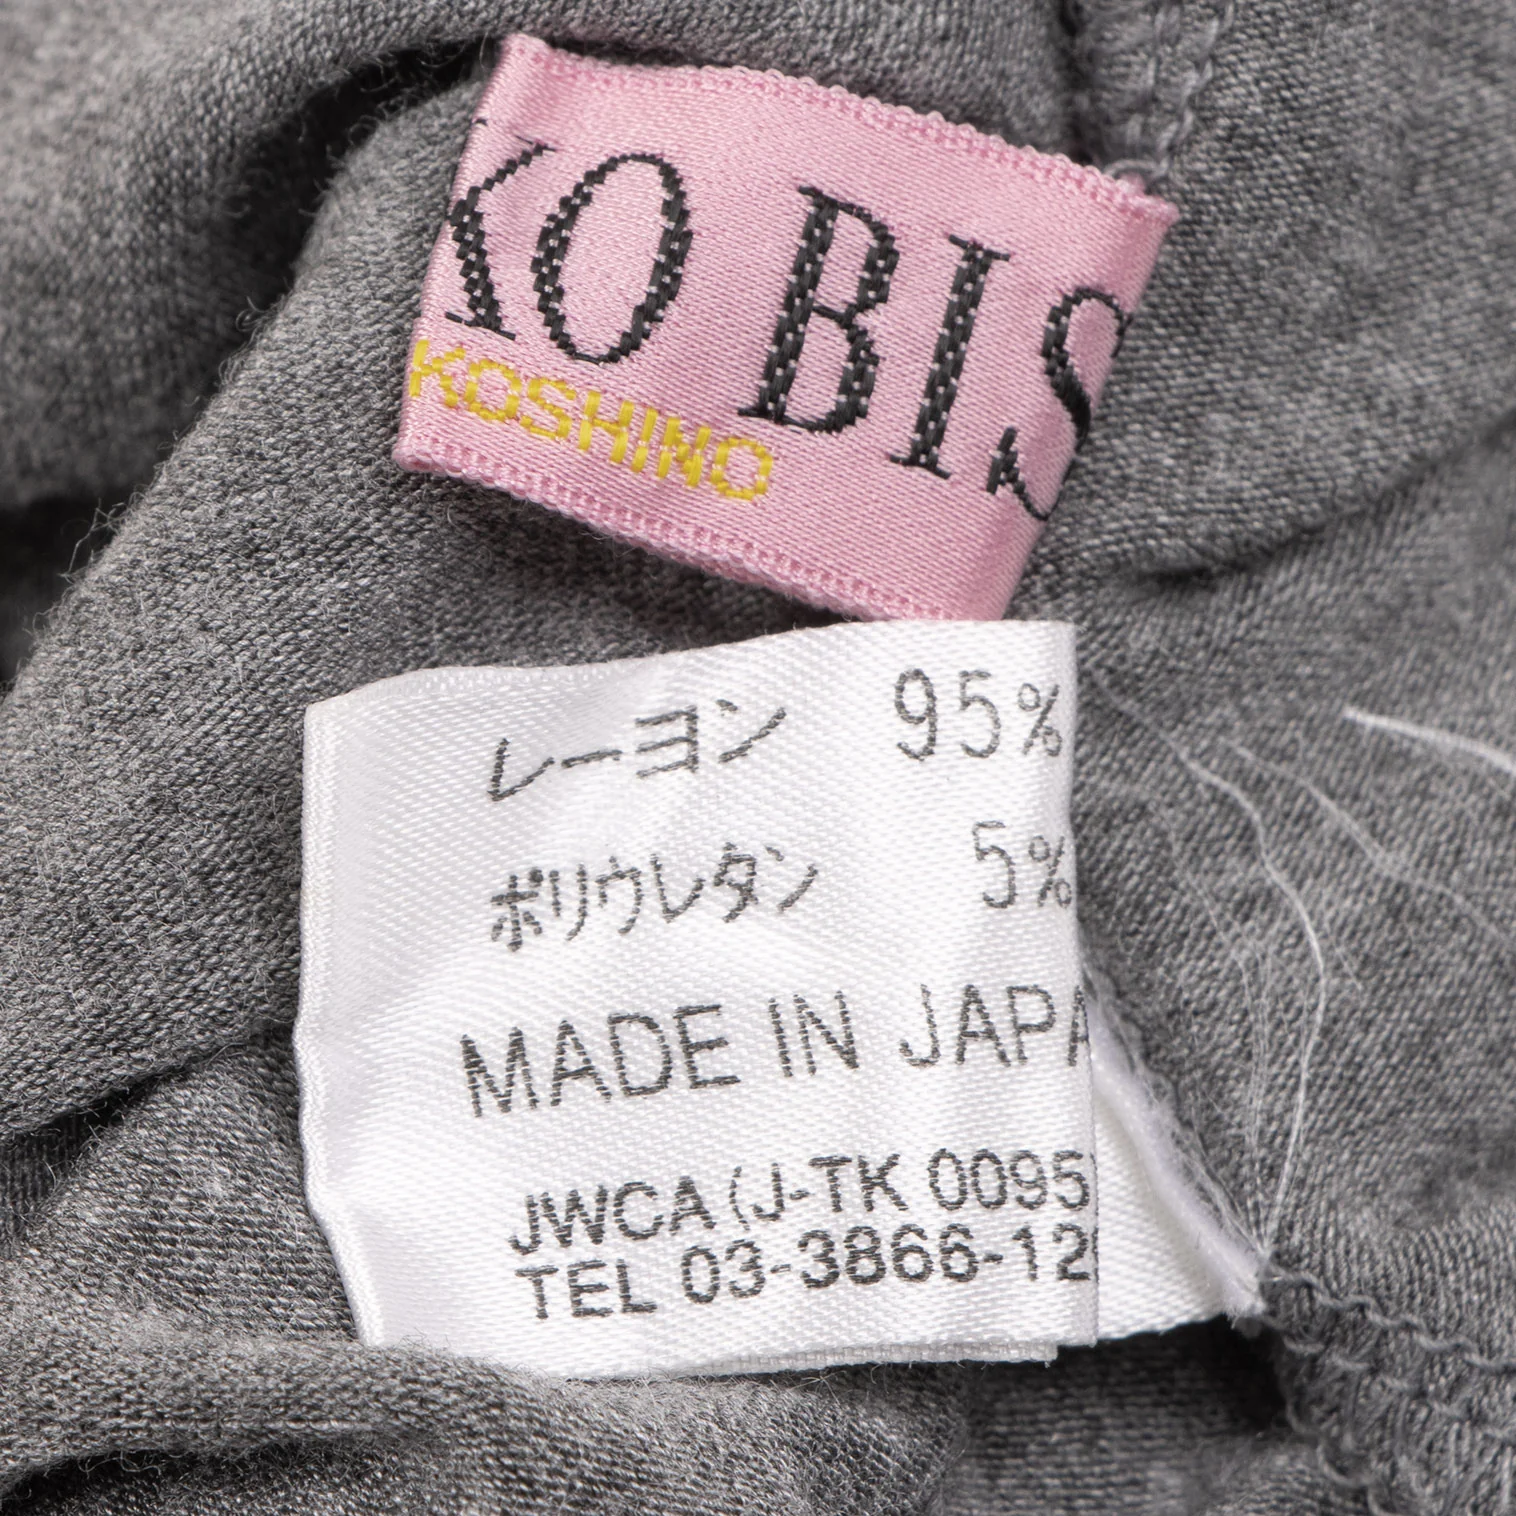 KO BIS
KOSHINO
レーヨン 95%
ポリウレタン 5%
MADE IN JAPA
JWCA (J-TK 0095
TEL 03-3866-12